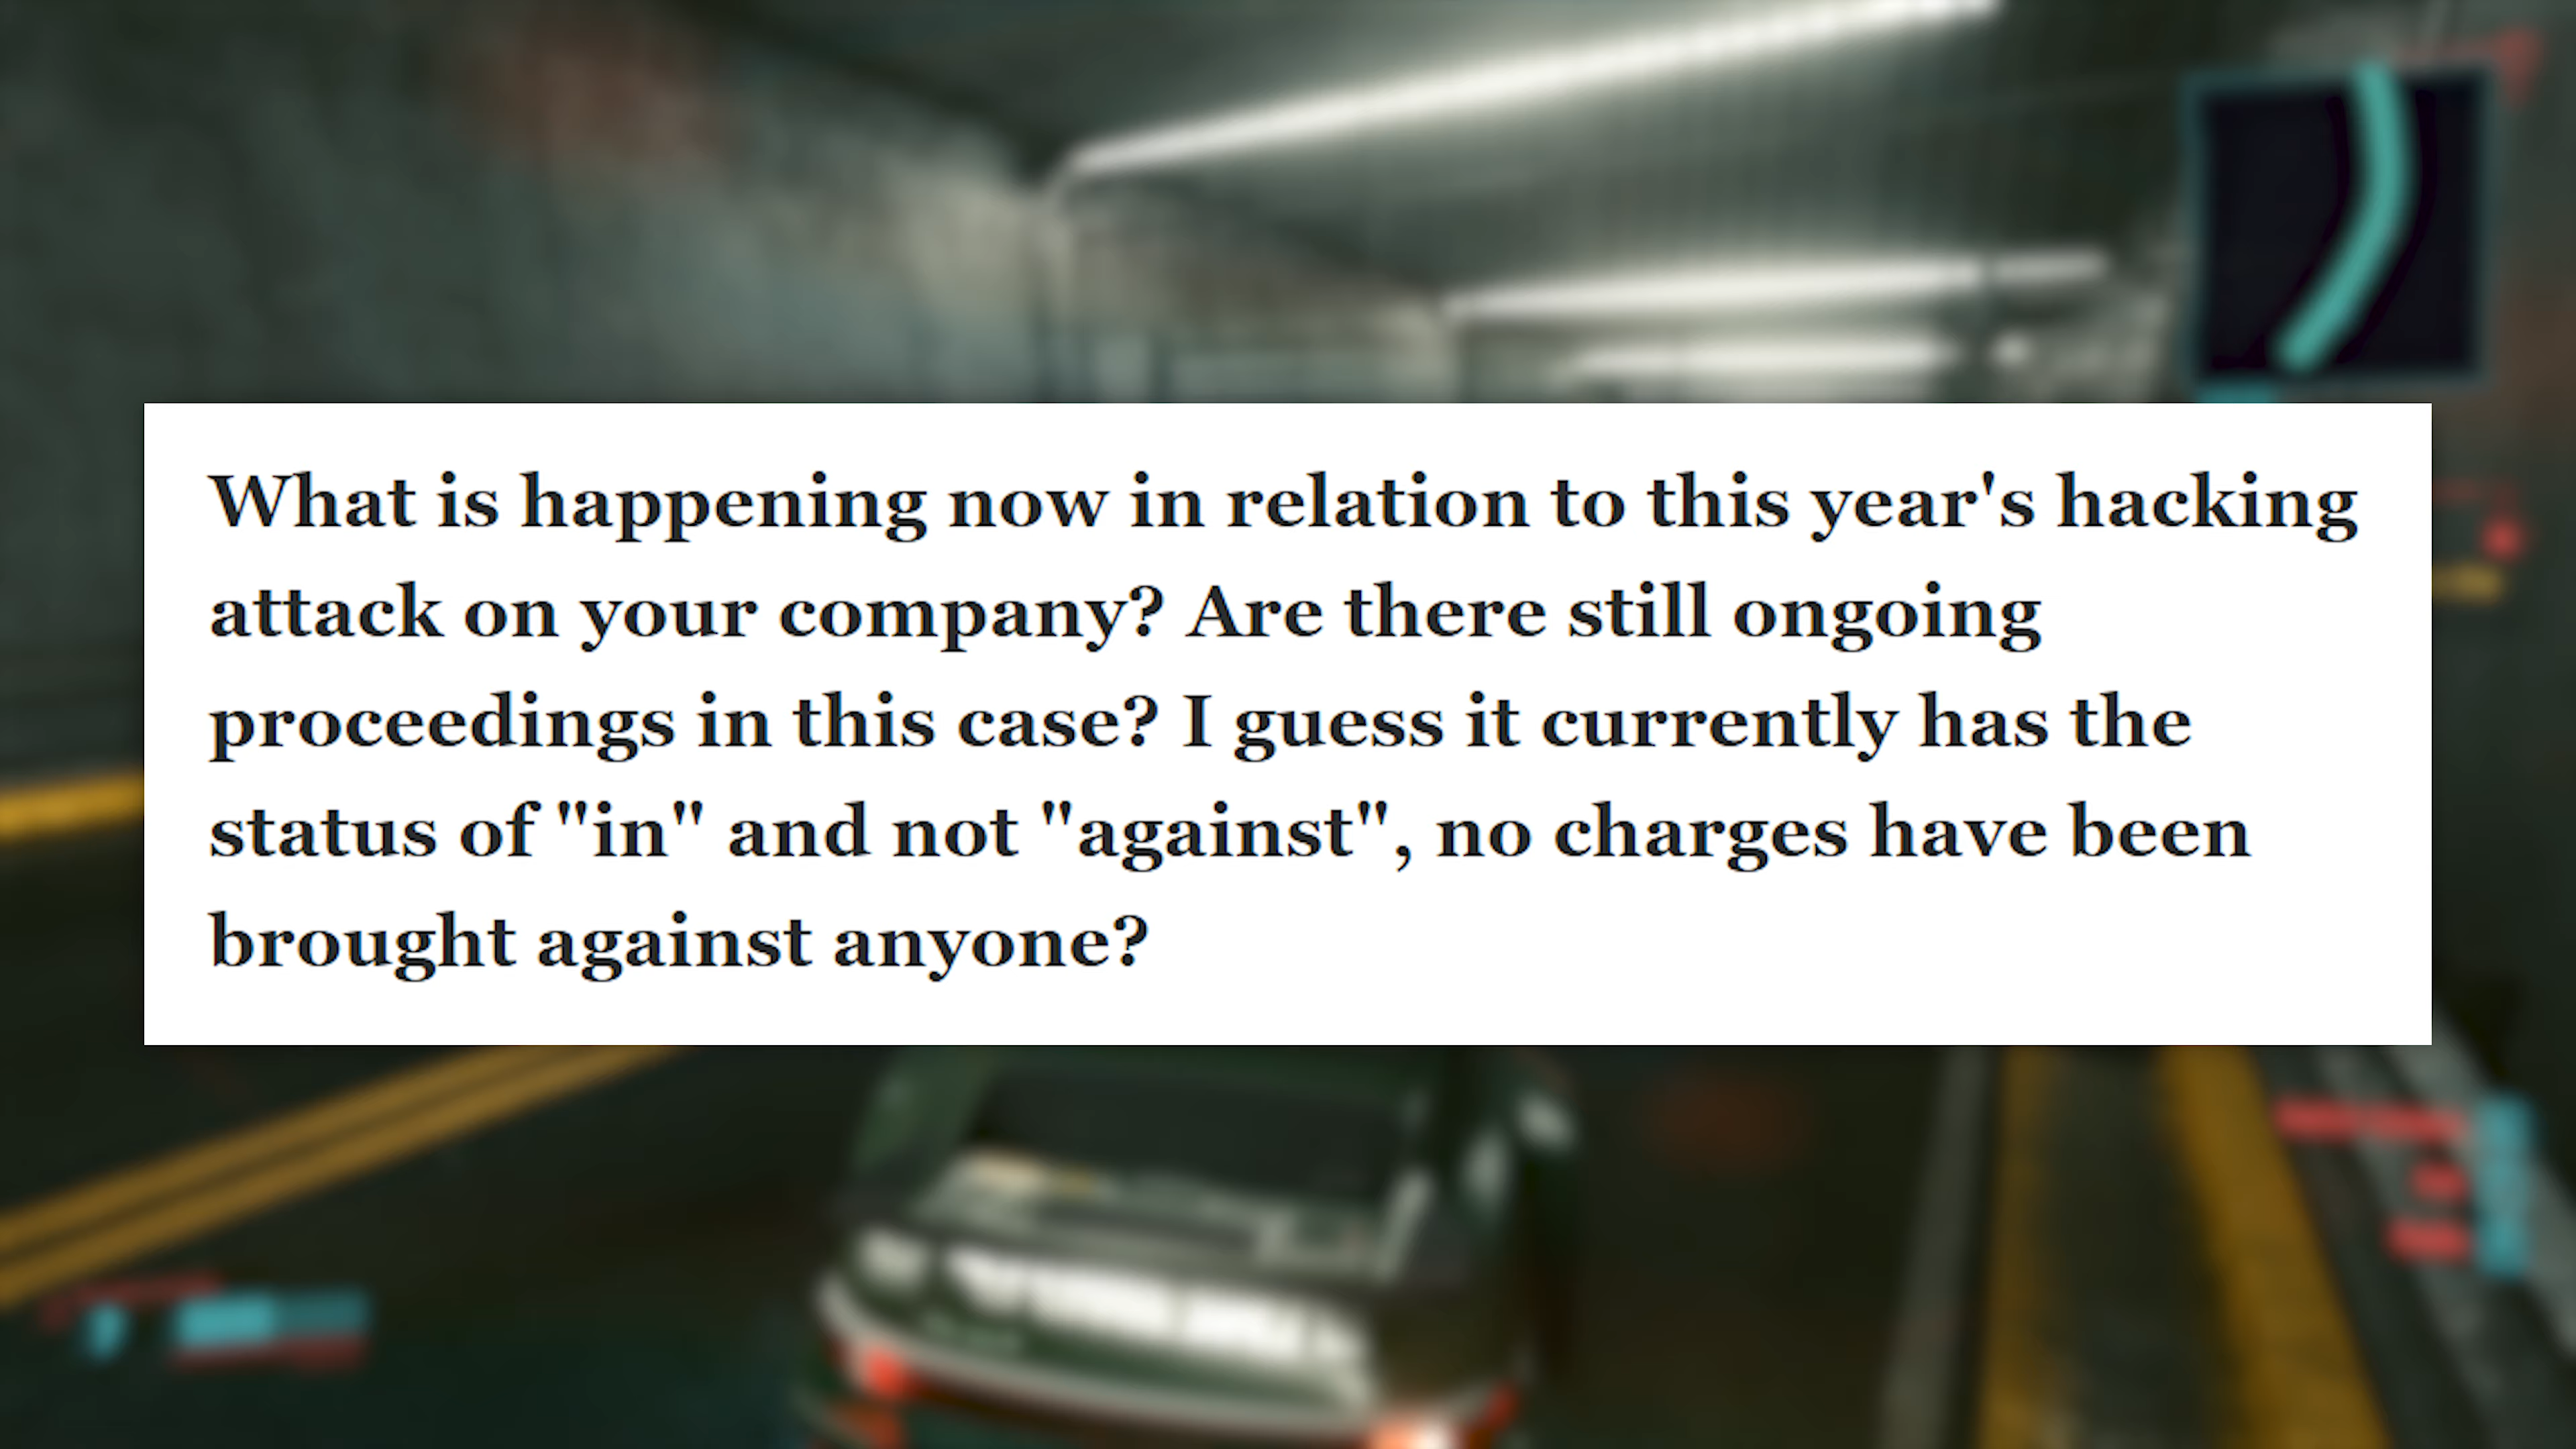 What is happening now in relation to this year's hacking
attack on your company? Are there still ongoing
proceedings in this case? I guess it currently has the
status of "in" and not "against", no charges have been
brought against anyone?